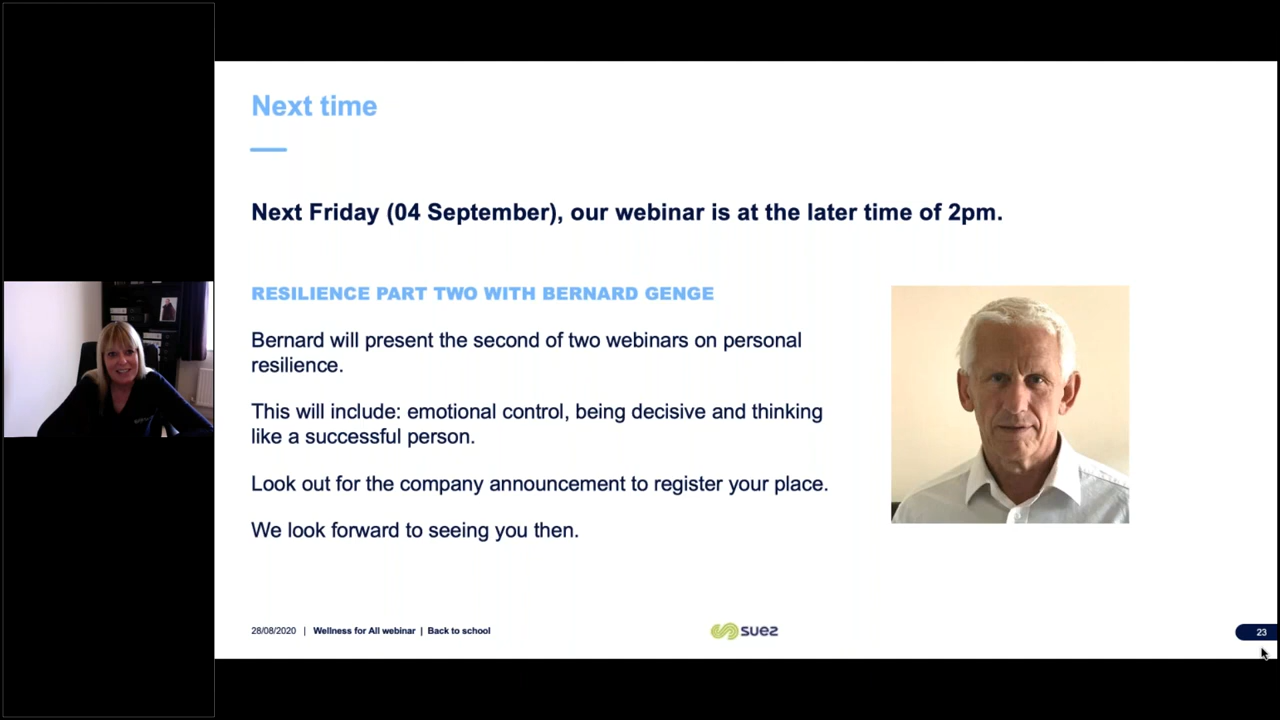 Next time
Next Friday (04 September), our webinar is at the later time of 2pm.
RESILIENCE PART TWO WITH BERNARD GENGE
Bernard will present the second of two webinars on personal
resilience.
This will include: emotional control, being decisive and thinking
like a successful person.
Look out for the company announcement to register your place.
We look forward to seeing you then.
28/08/2020 | Wellness for All webinar | Back to school
suez
23